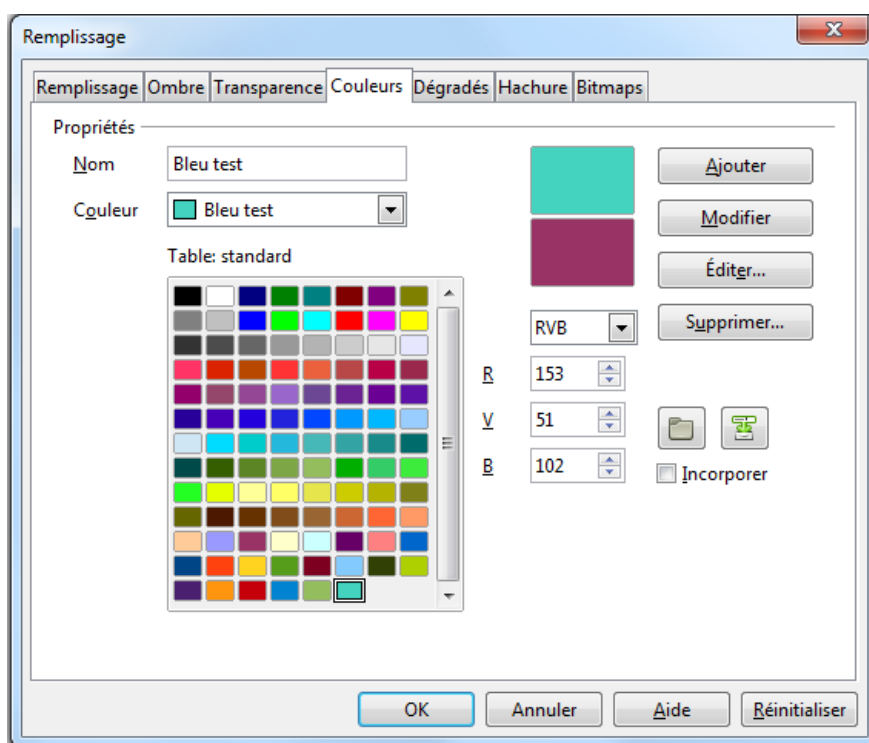 Remplissage
Remplissage Ombre Transparence Couleurs Dégradés Hachure Bitmaps
Propriétés
Nom Bleu test Ajouter
Couleur Bleu test Modifier
Table: standard Éditer...
RVB Supprimer...
R 153
V 51
B 102 Incorporer
OK Annuler Aide Réinitialiser